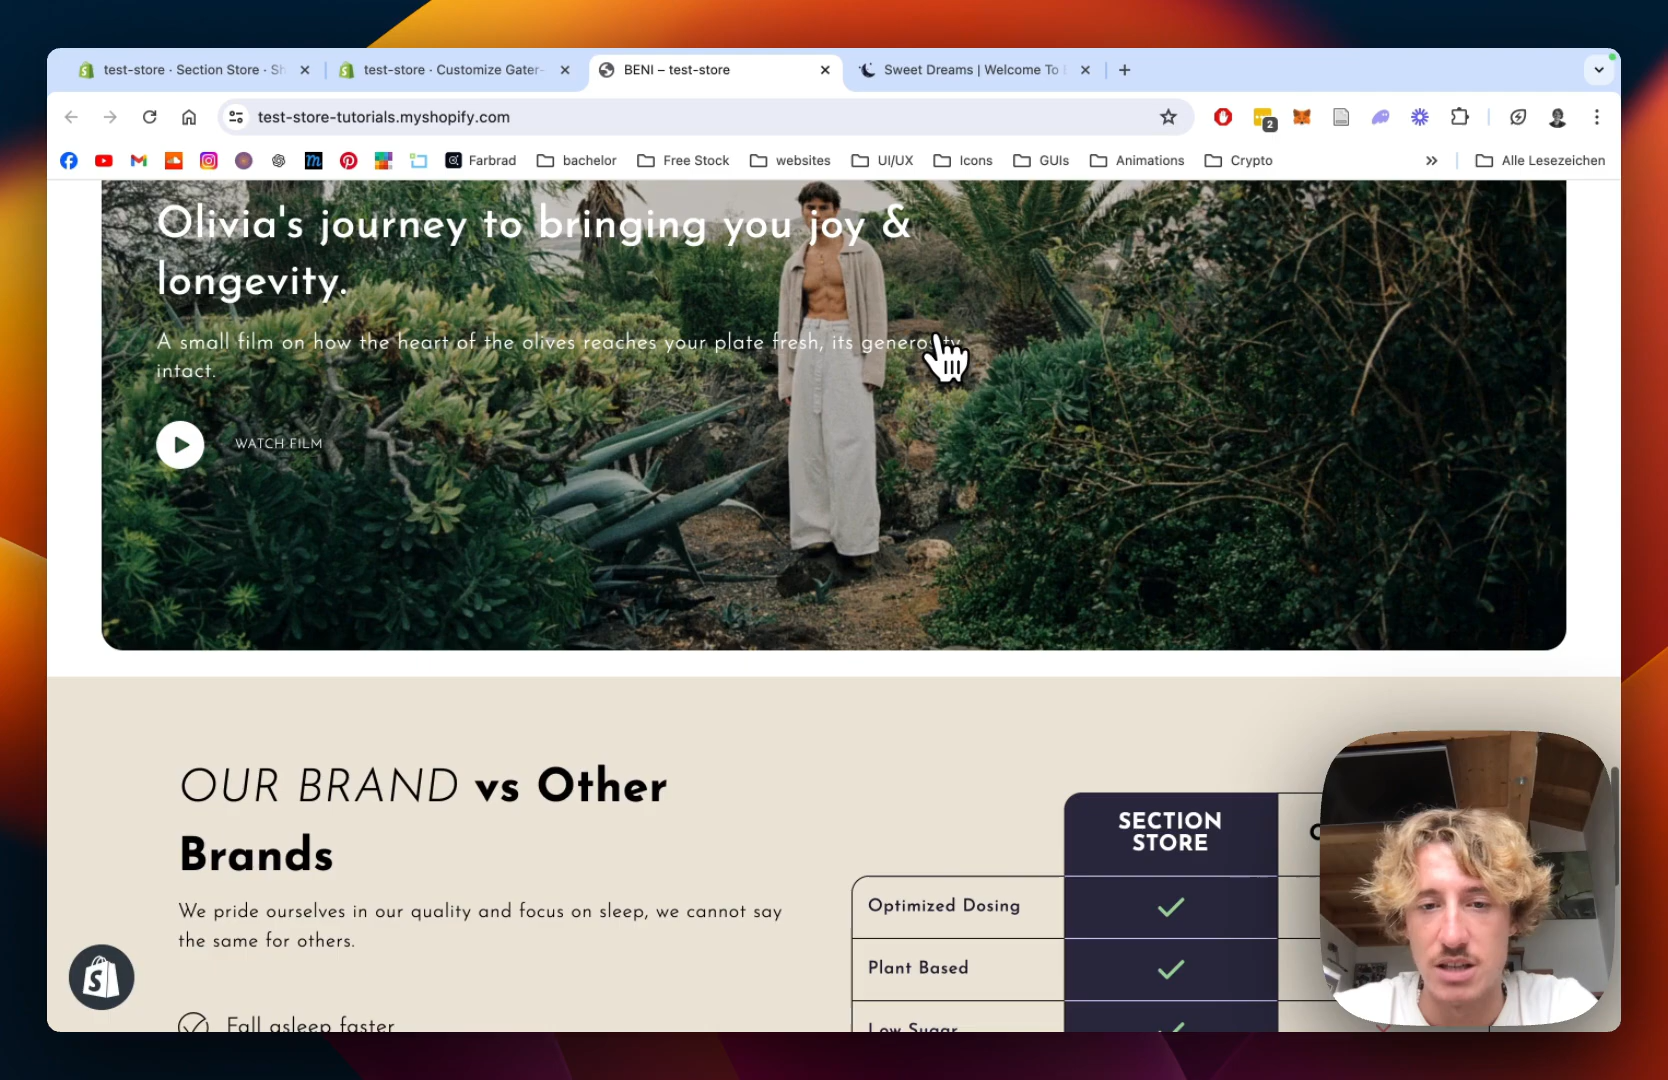 test-store · Section Store · Sh
test-store · Customize Gater-
BENI – test-store
Sweet Dreams | Welcome To
test-store-tutorials.myshopify.com
2
Farbrad
bachelor
Free Stock
websites
UI/UX
Icons
GUIs
Animations
Crypto
Alle Lesezeichen
Olivia's journey to bringing you joy &
longevity.
A small film on how the heart of the olives reaches your plate fresh, its generosity
intact.
WATCH FILM
OUR BRAND vs Other
Brands
We pride ourselves in our quality and focus on sleep, we cannot say
the same for others.
Fall asleep faster
SECTION
STORE
Optimized Dosing
Plant Based
Low Sugar